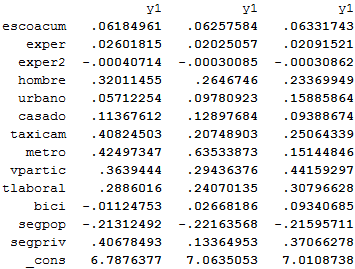 y1 y1 y1
escoacum .06184961 .06257584 .06331743
exper .02601815 .02025057 .02091521
exper2 -.00040714 -.00030085 -.00030862
hombre .32011455 .2646746 .23369949
urbano .05712254 .09780923 .15885864
casado .11367612 .12897684 .09388674
taxicam .40824503 .20748903 .25064339
metro .42497347 .63533873 .15144846
vpartic .3639444 .29436376 .44159297
tlaboral .2886016 .24070135 .30796628
bici -.01124753 .02668186 .09340685
segpop -.21312492 -.22163568 -.21595711
segpriv .40678493 .13364953 .37066278
_cons 6.7876377 7.0635053 7.0108738